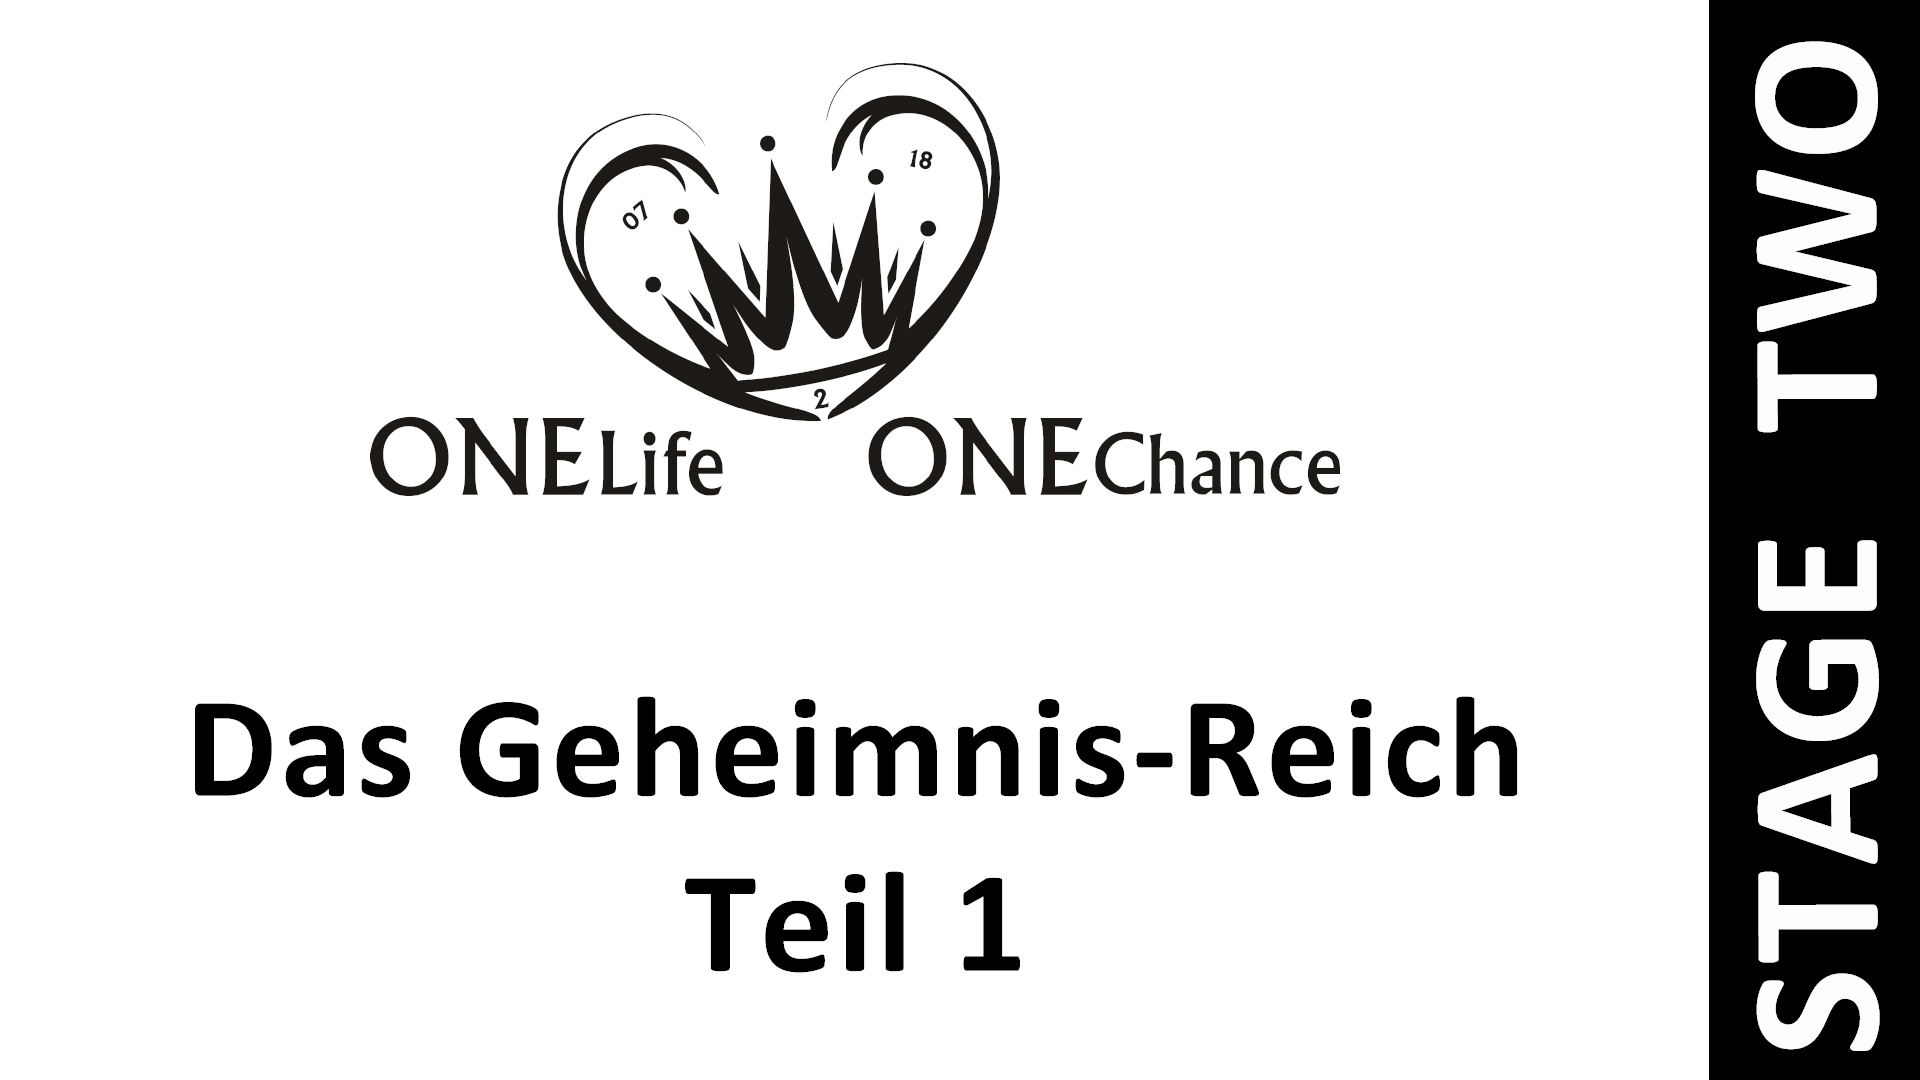 07
18
2
ONELife ONEChance
Das Geheimnis-Reich
Teil 1
STAGE TWO